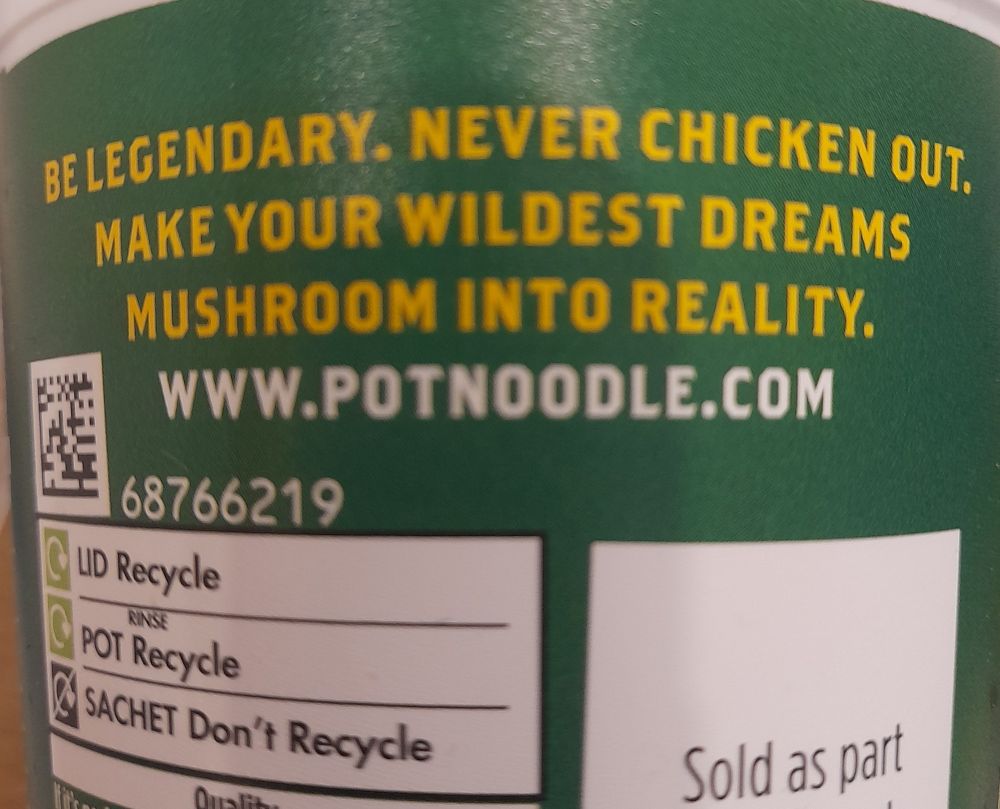 BE LEGENDARY. NEVER CHICKEN OUT.
MAKE YOUR WILDEST DREAMS
MUSHROOM INTO REALITY.
WWW.POTNOODLE.COM
68766219
LID Recycle
RINSE
POT Recycle
SACHET Don't Recycle
Quality
Sold as part